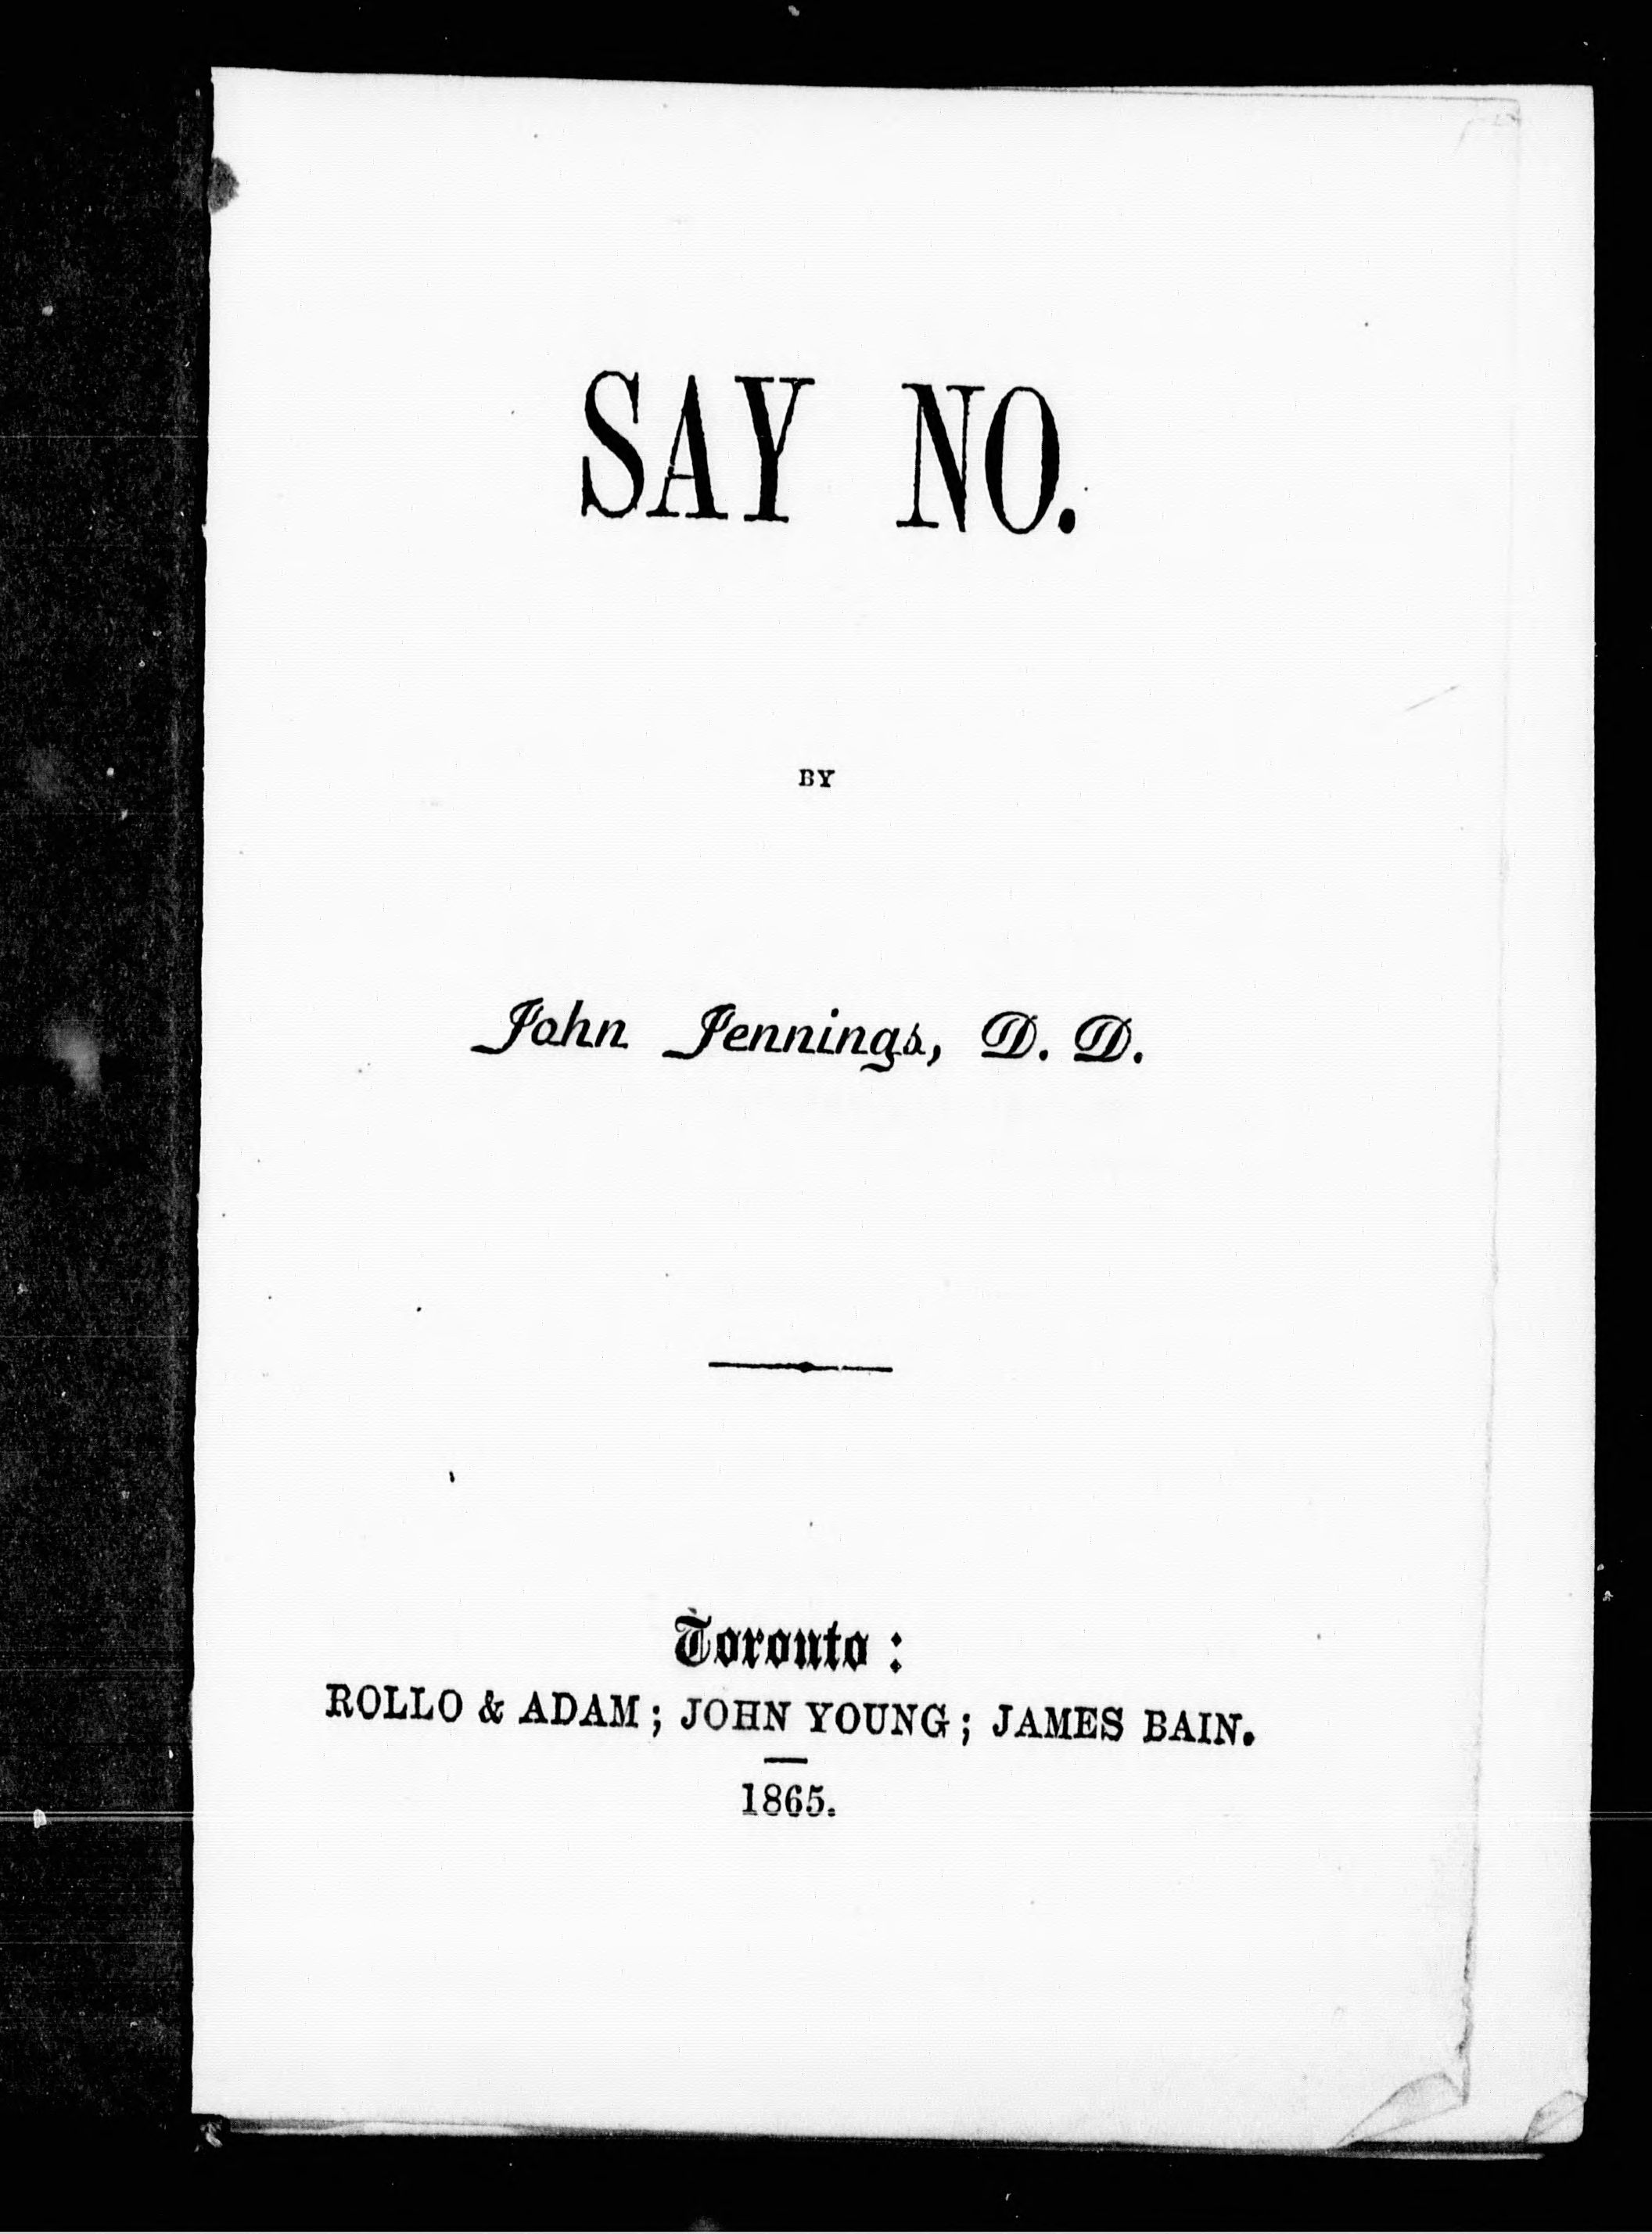 SAY NO.
BY
John Jennings, D. D.
Toronto :
ROLLO & ADAM ; JOHN YOUNG ; JAMES BAIN.
1865.